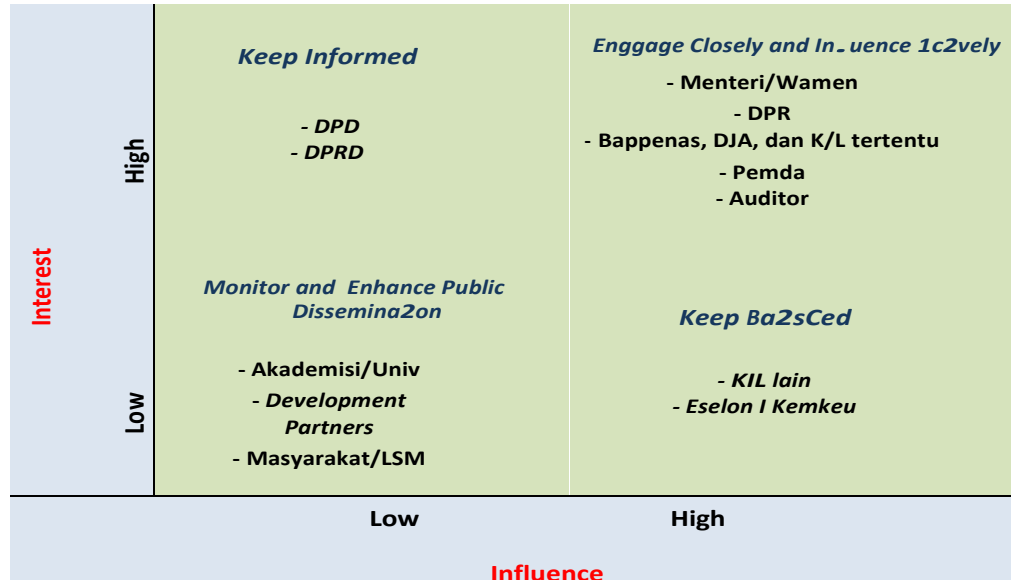 Keep Informed
- DPD
- DPRD
Enggage Closely and In_uence 1c2vely
- Menteri/Wamen
- DPR
- Bappenas, DJA, dan K/L tertentu
- Pemda
- Auditor
High
Interest
Monitor and Enhance Public
Dissemina2on
- Akademisi/Univ
- Development
Partners
- Masyarakat/LSM
Keep Ba2sCed
- KIL lain
- Eselon I Kemkeu
Low
Low
High
Influence